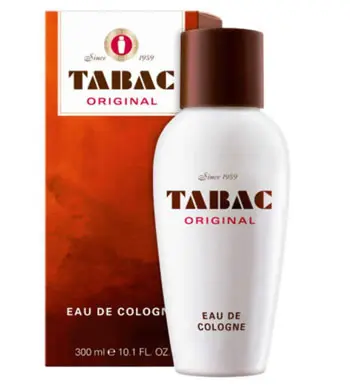 Since 1959
TABAC
ORIGINAL
EAU DE COLOGN
300 ml e 10.1 FL. OZ.
Since 1959
TABAC
ORIGINAL
EAU DE
COLOGNE